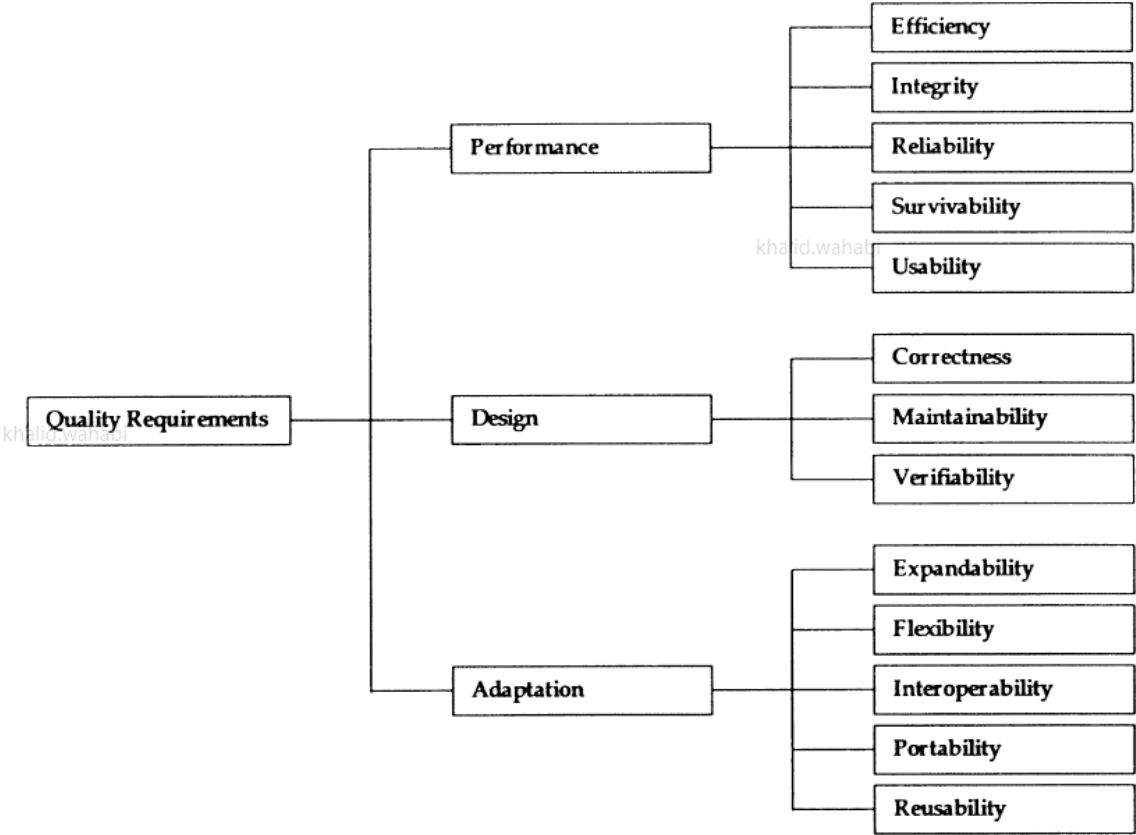 Efficiency
Integrity
Performance
Reliability
Survivability
khalid.wahabi
Usability
Correctness
Quality Requirements
Design
Maintainability
khalid.wahabi
Verifiability
Expandability
Flexibility
Adaptation
Interoperability
Portability
Reusability